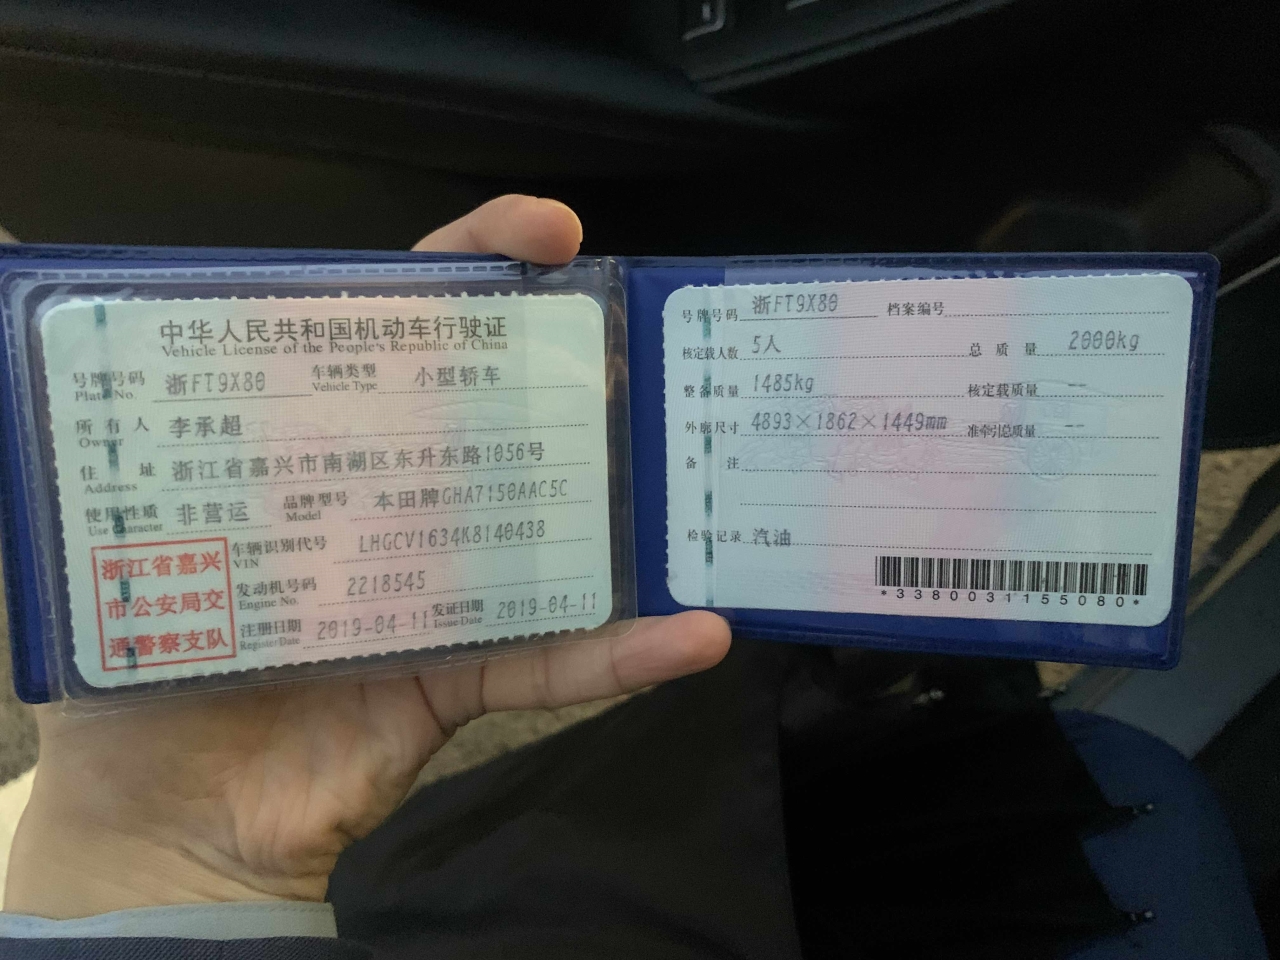 中华人民共和国机动车行驶证
Vehicle License of the People's Republic of China
号牌号码 浙FT9X80 车辆类型 小型轿车
Plate No. Vehicle Type
所有人 李承超
Owner
住址 浙江省嘉兴市南湖区东升东路1056号
Address
使用性质 非营运 品牌型号 本田牌GHA7150AAC5C
Use Character Model
浙江省嘉兴
市公安局交
通警察支队
车辆识别代号 LHGCV1634K8140438
VIN
发动机号码 2218545
Engine No.
注册日期 2019-04-11 发证日期 2019-04-11
Register Date Issue Date
号牌号码 浙FT9X80 档案编号
核定载人数 5人 总质量 2000kg
整备质量 1485kg 核定载质量 --
外廓尺寸 4893×1862×1449mm 准牵引总质量 --
备注
检验记录 汽油
*3380031155080*